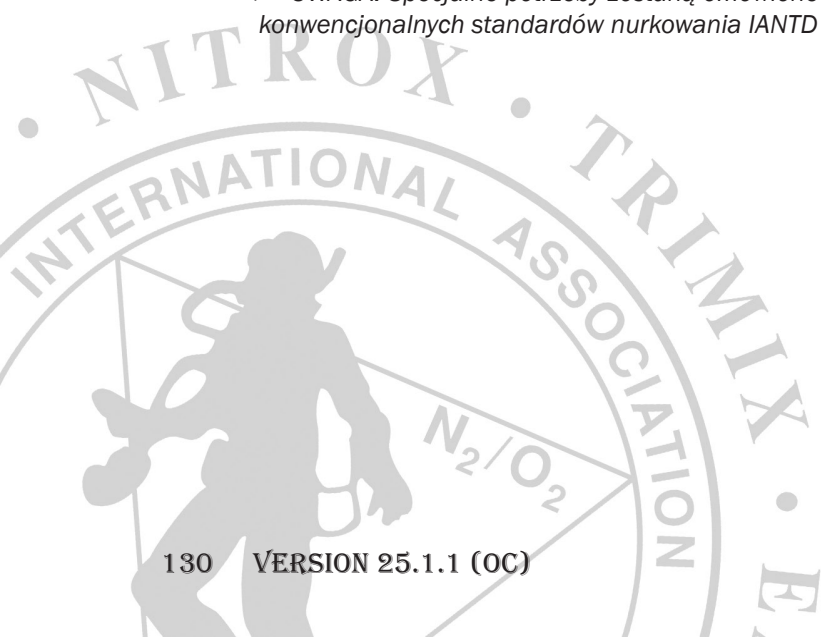 konwencjonalnych standardów nurkowania IANTD
• NITROX • TRIMIX •
INTERNATIONAL ASSOCIATION
N2/O2
130 VERSION 25.1.1 (OC)